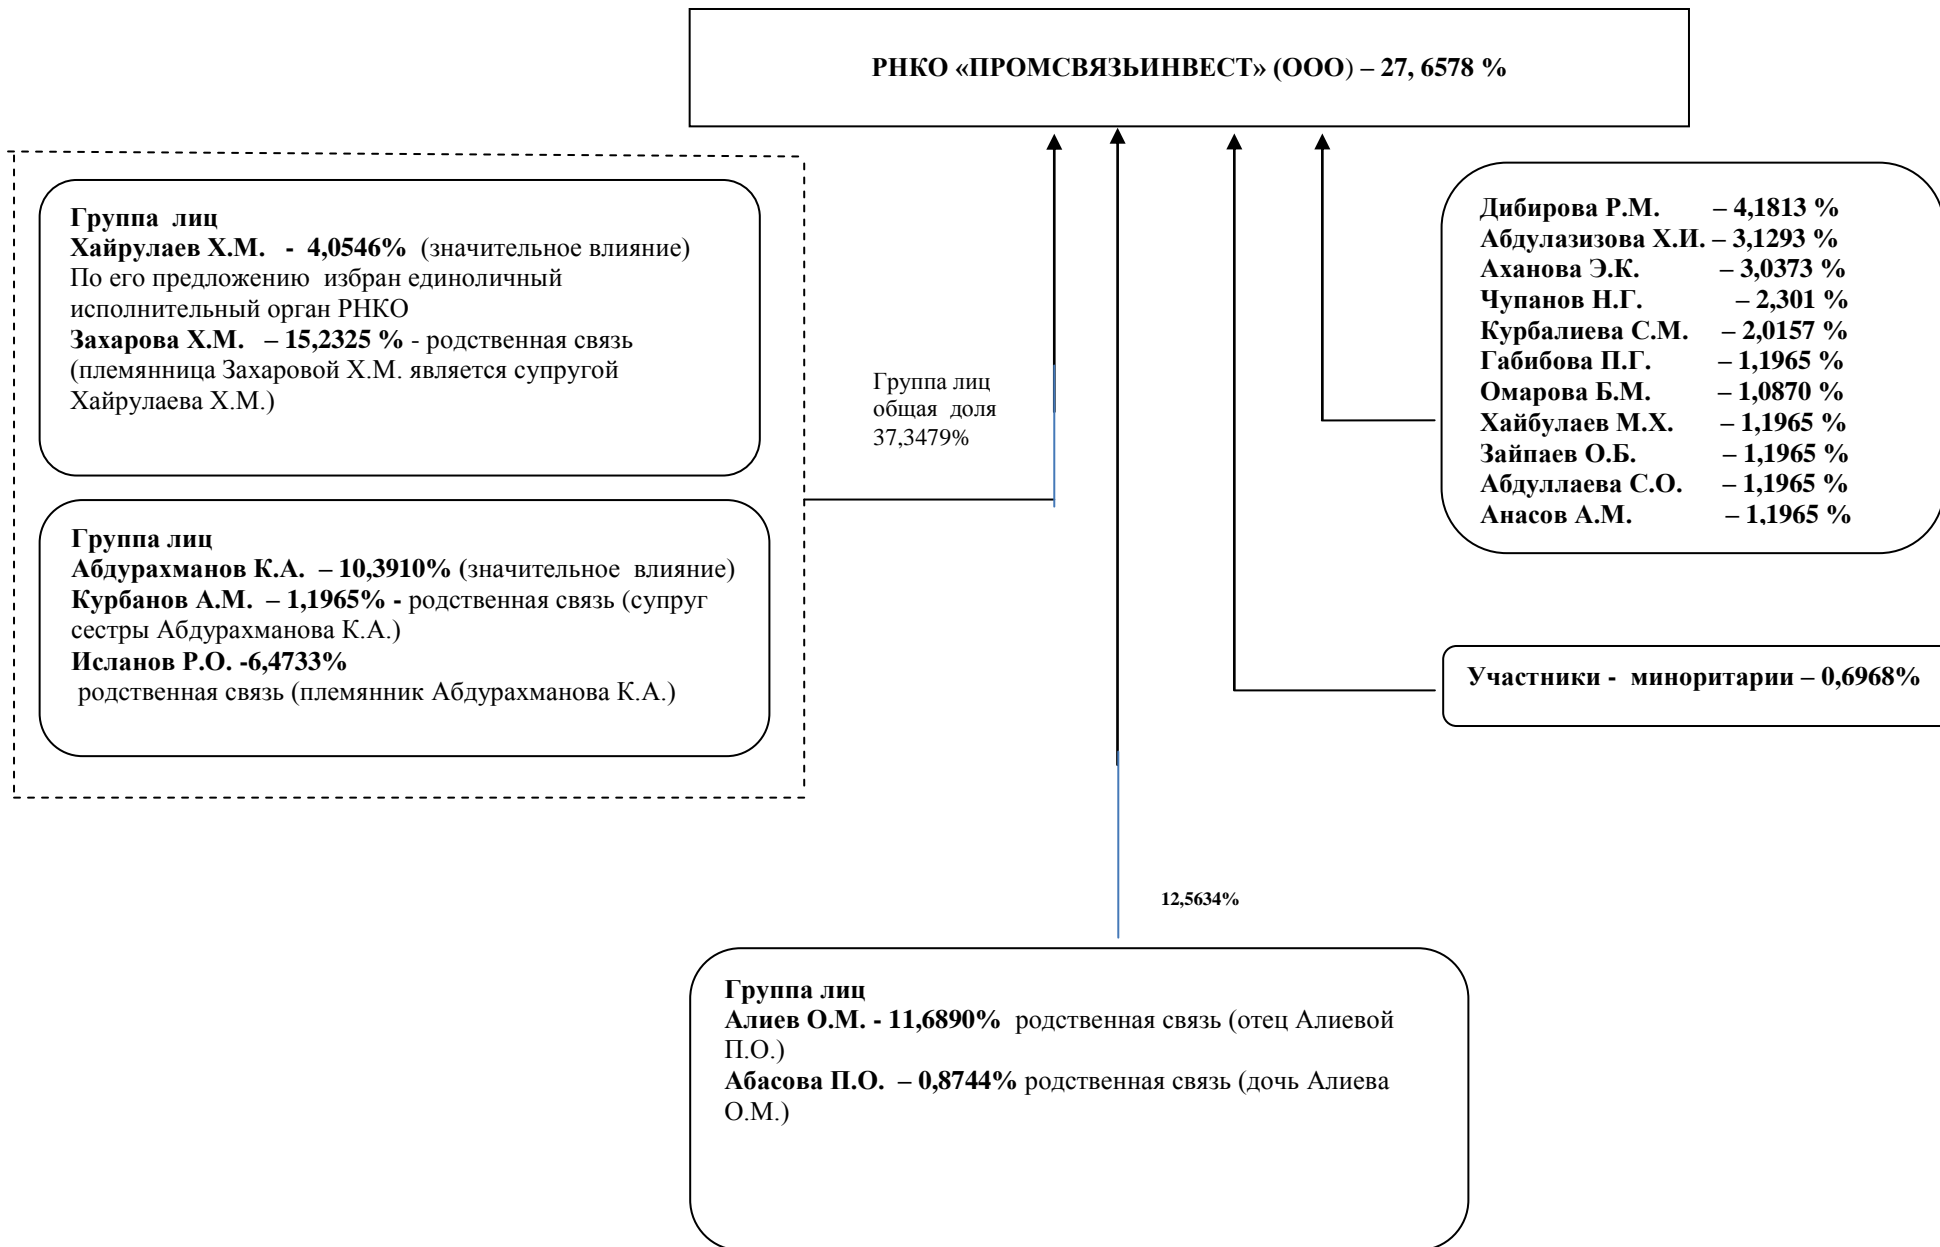 РНКО «ПРОМСВЯЗЬИНВЕСТ» (ООО) – 27, 6578 %
Группа лиц
Хайрулаев Х.М. - 4,0546% (значительное влияние)
По его предложению избран единоличный
исполнительный орган РНКО
Захарова Х.М. – 15,2325 % - родственная связь
(племянница Захаровой Х.М. является супругой
Хайрулаева Х.М.)
Группа лиц
Абдурахманов К.А. – 10,3910% (значительное влияние)
Курбанов А.М. – 1,1965% - родственная связь (супруг
сестры Абдурахманова К.А.)
Исланов Р.О. -6,4733%
родственная связь (племянник Абдурахманова К.А.)
Группа лиц
общая доля
37,3479%
Дибирова Р.М. – 4,1813 %
Абдулазизова Х.И. – 3,1293 %
Аханова Э.К. – 3,0373 %
Чупанов Н.Г. – 2,301 %
Курбалиева С.М. – 2,0157 %
Габибова П.Г. – 1,1965 %
Омарова Б.М. – 1,0870 %
Хайбулаев М.Х. – 1,1965 %
Зайпаев О.Б. – 1,1965 %
Абдуллаева С.О. – 1,1965 %
Анасов А.М. – 1,1965 %
Участники - миноритарии – 0,6968%
12,5634%
Группа лиц
Алиев О.М. - 11,6890% родственная связь (отец Алиевой
П.О.)
Абасова П.О. – 0,8744% родственная связь (дочь Алиева
О.М.)